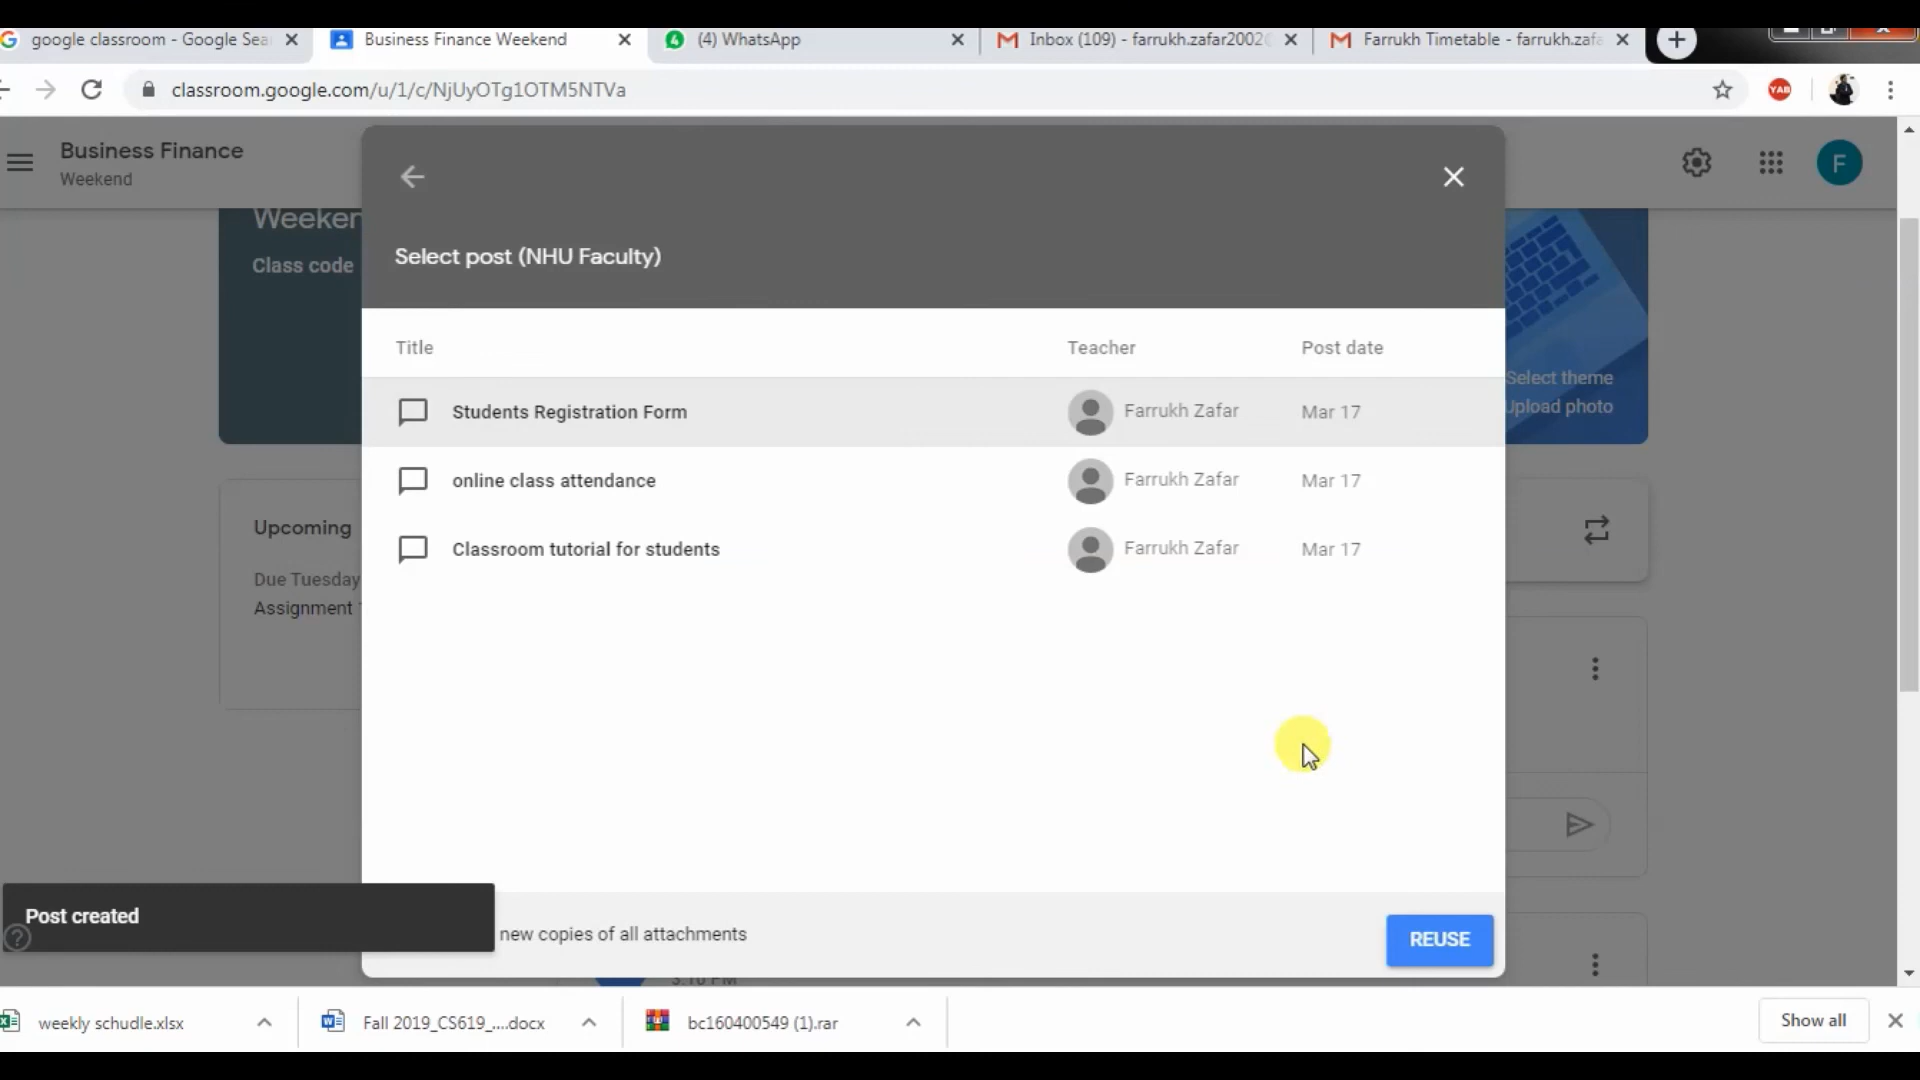 google classroom - Google Sea
Business Finance Weekend
(4) WhatsApp
Inbox (109) - farrukh.zafar2002@
Farrukh Timetable - farrukh.zafa
classroom.google.com/u/1/c/NjUyOTg1OTM5NTVa
YAB
Business Finance
Weekend
F
Weeken
Class code
Select post (NHU Faculty)
Title
Teacher
Post date
Students Registration Form
Farrukh Zafar
Mar 17
online class attendance
Farrukh Zafar
Mar 17
Classroom tutorial for students
Farrukh Zafar
Mar 17
Select theme
Upload photo
Upcoming
Due Tuesday
Assignment
Post created
new copies of all attachments
REUSE
weekly schudle.xlsx
Fall 2019_CS619_....docx
bc160400549 (1).rar
Show all